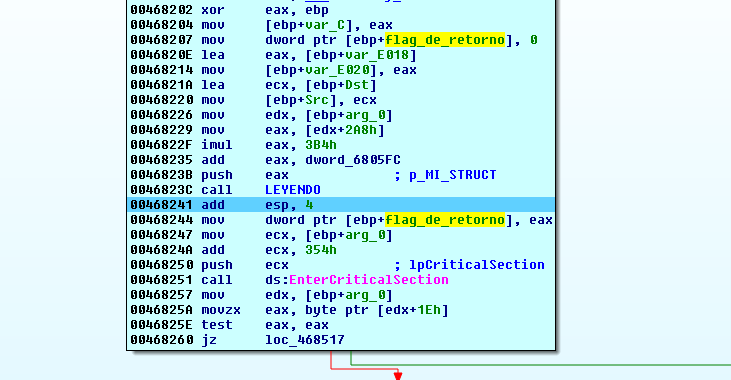 00468202 xor eax, ebp
00468204 mov [ebp+var_C], eax
00468207 mov dword ptr [ebp+flag_de_retorno], 0
0046820E lea eax, [ebp+var_E018]
00468214 mov [ebp+var_E020], eax
0046821A lea ecx, [ebp+Dst]
00468220 mov [ebp+Src], ecx
00468226 mov edx, [ebp+arg_0]
00468229 mov eax, [edx+2A8h]
0046822F imul eax, 3B4h
00468235 add eax, dword_6805FC
0046823B push eax ; p_MI_STRUCT
0046823C call LEYENDO
00468241 add esp, 4
00468244 mov dword ptr [ebp+flag_de_retorno], eax
00468247 mov ecx, [ebp+arg_0]
0046824A add ecx, 354h
00468250 push ecx ; lpCriticalSection
00468251 call ds:EnterCriticalSection
00468257 mov edx, [ebp+arg_0]
0046825A movzx eax, byte ptr [edx+1Eh]
0046825E test eax, eax
00468260 jz loc_468517